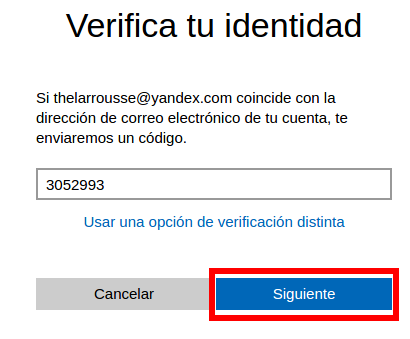 Verifica tu identidad
Si thelarrousse@yandex.com coincide con la
dirección de correo electrónico de tu cuenta, te
enviaremos un código.
3052993
Usar una opción de verificación distinta
Cancelar
Siguiente